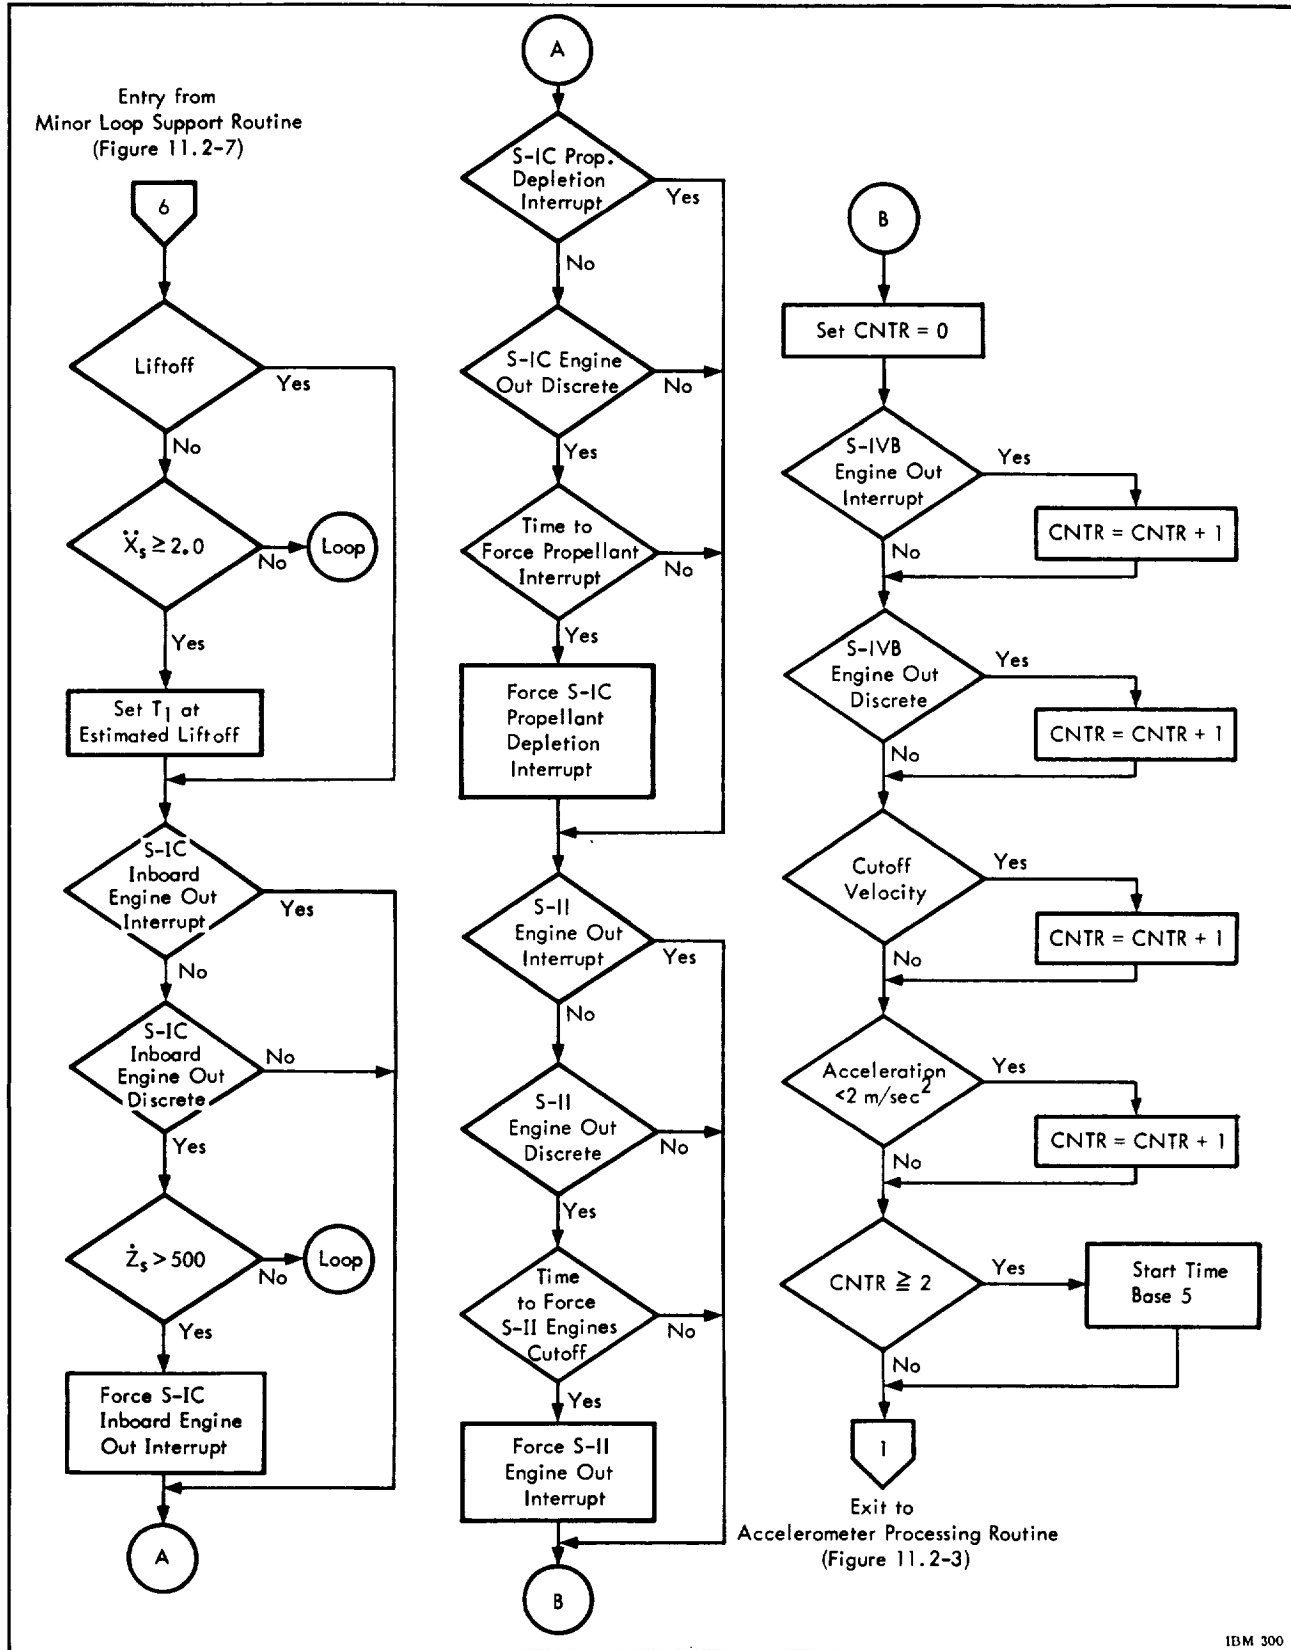 Entry from
Minor Loop Support Routine
(Figure 11.2-7)
6
Liftoff
Yes
No
Ẍs ≥ 2.0
No
Loop
Yes
Set T1 at
Estimated Liftoff
S-IC
Inboard
Engine Out
Interrupt
Yes
No
S-IC
Inboard
Engine Out
Discrete
No
Yes
Żs > 500
No
Loop
Yes
Force S-IC
Inboard Engine
Out Interrupt
A
A
S-IC Prop.
Depletion
Interrupt
Yes
No
S-IC Engine
Out Discrete
No
Yes
Time to
Force Propellant
Interrupt
No
Yes
Force S-IC
Propellant
Depletion
Interrupt
S-II
Engine Out
Interrupt
Yes
No
S-II
Engine Out
Discrete
No
Yes
Time
to Force
S-II Engines
Cutoff
No
Yes
Force S-II
Engine Out
Interrupt
B
B
Set CNTR = 0
S-IVB
Engine Out
Interrupt
Yes
CNTR = CNTR + 1
No
S-IVB
Engine Out
Discrete
Yes
CNTR = CNTR + 1
No
Cutoff
Velocity
Yes
CNTR = CNTR + 1
No
Acceleration
<2 m/sec²
Yes
CNTR = CNTR + 1
No
CNTR ≧ 2
Yes
Start Time
Base 5
No
1
Exit to
Accelerometer Processing Routine
(Figure 11.2-3)
IBM 300